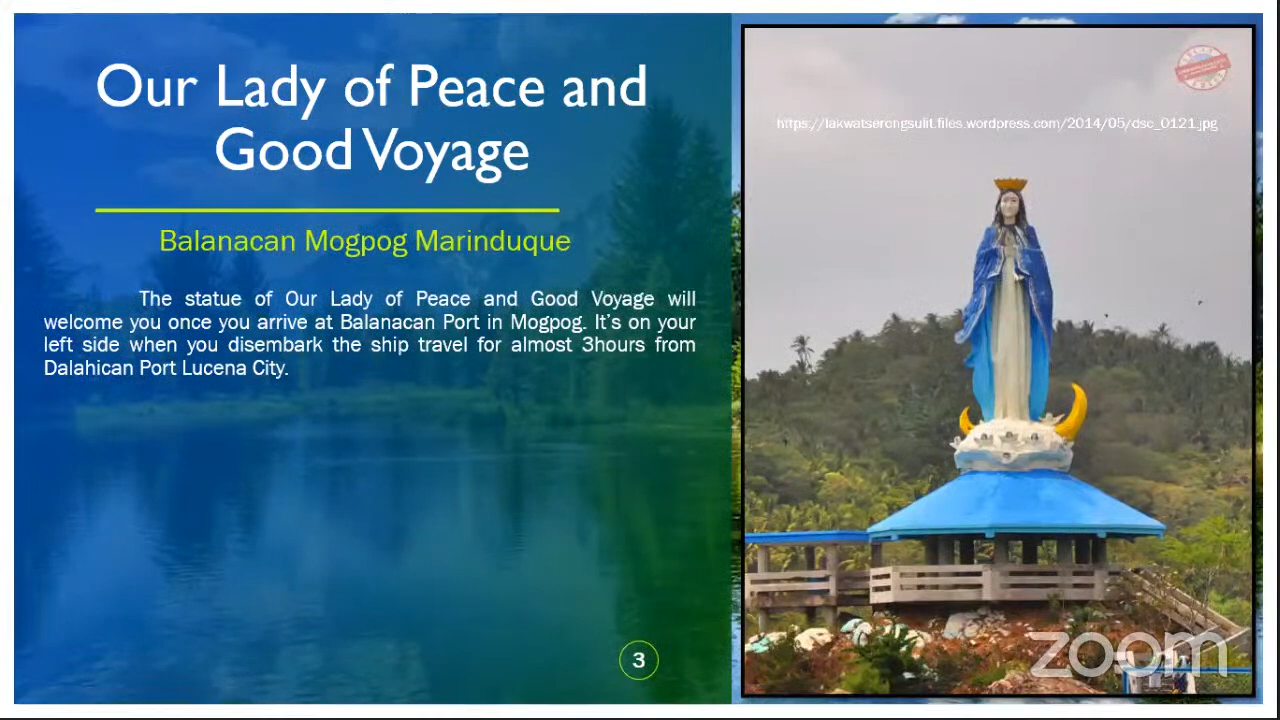 Our Lady of Peace and
Good Voyage
Balanacan Mogpog Marinduque
The statue of Our Lady of Peace and Good Voyage will
welcome you once you arrive at Balanacan Port in Mogpog. It's on your
left side when you disembark the ship travel for almost 3hours from
Dalahican Port Lucena City.
3
https://lakwatserongsulit.files.wordpress.com/2014/05/dsc_0121.jpg
zoom